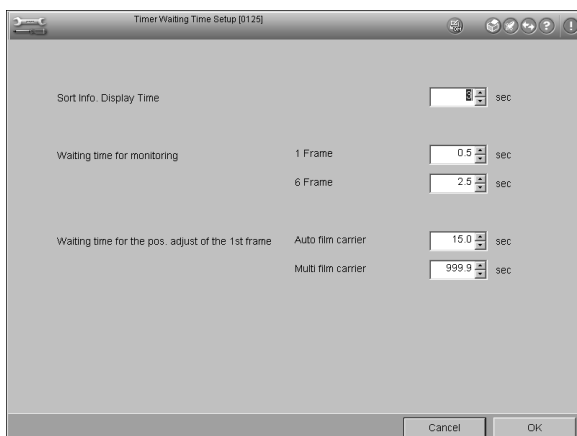 Timer Waiting Time Setup [0125]
Sort Info. Display Time sec
Waiting time for monitoring 1 Frame 0.5 sec
6 Frame 2.5 sec
Waiting time for the pos. adjust of the 1st frame Auto film carrier 15.0 sec
Multi film carrier 999.9 sec
Cancel OK